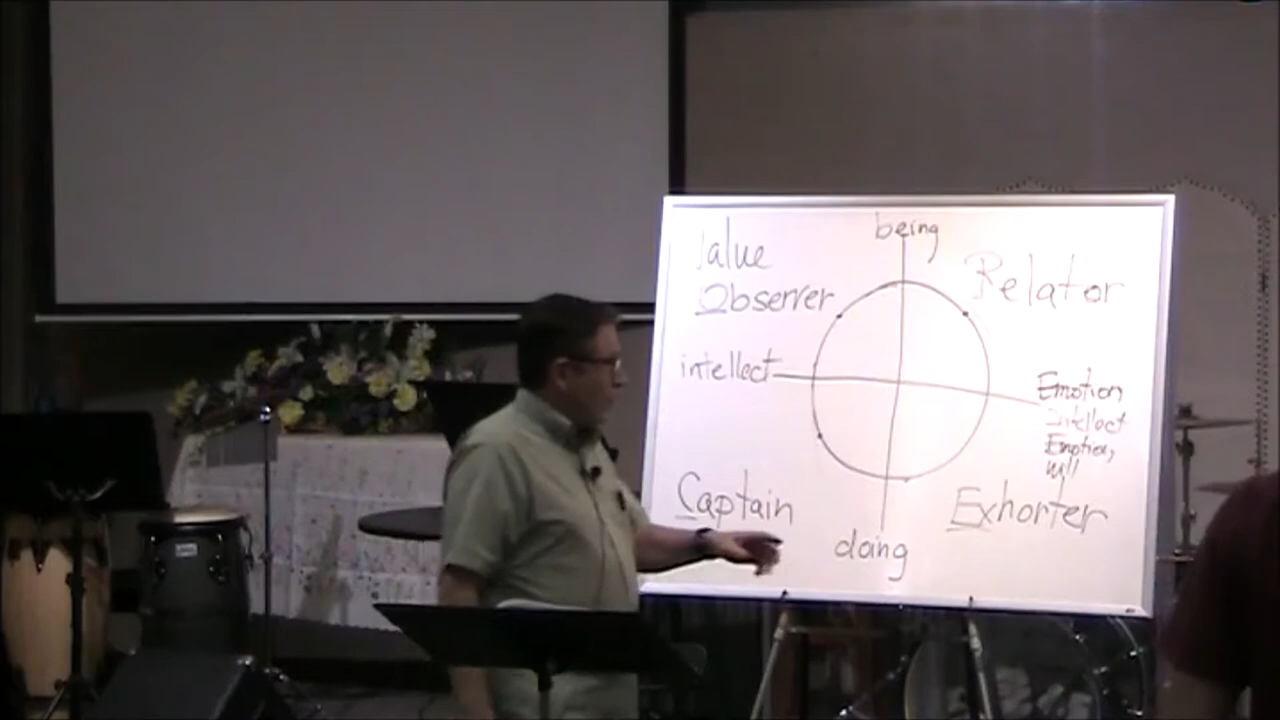 being
Value
Observer
Relator
intellect
Emotion
Intellect
Emotion,
will
Captain
Exhorter
doing